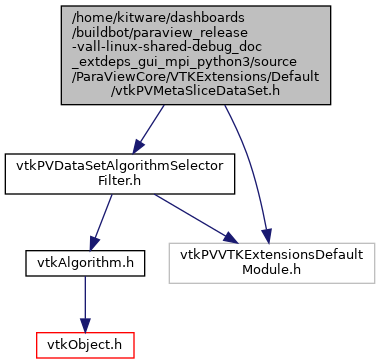 /home/kitware/dashboards
/buildbot/paraview_release
-vall-linux-shared-debug_doc
_extdeps_gui_mpi_python3/source
/ParaViewCore/VTKExtensions/Default
/vtkPVMetaSliceDataSet.h
vtkPVDataSetAlgorithmSelector
Filter.h
vtkAlgorithm.h
vtkPVVTKExtensionsDefault
Module.h
vtkObject.h